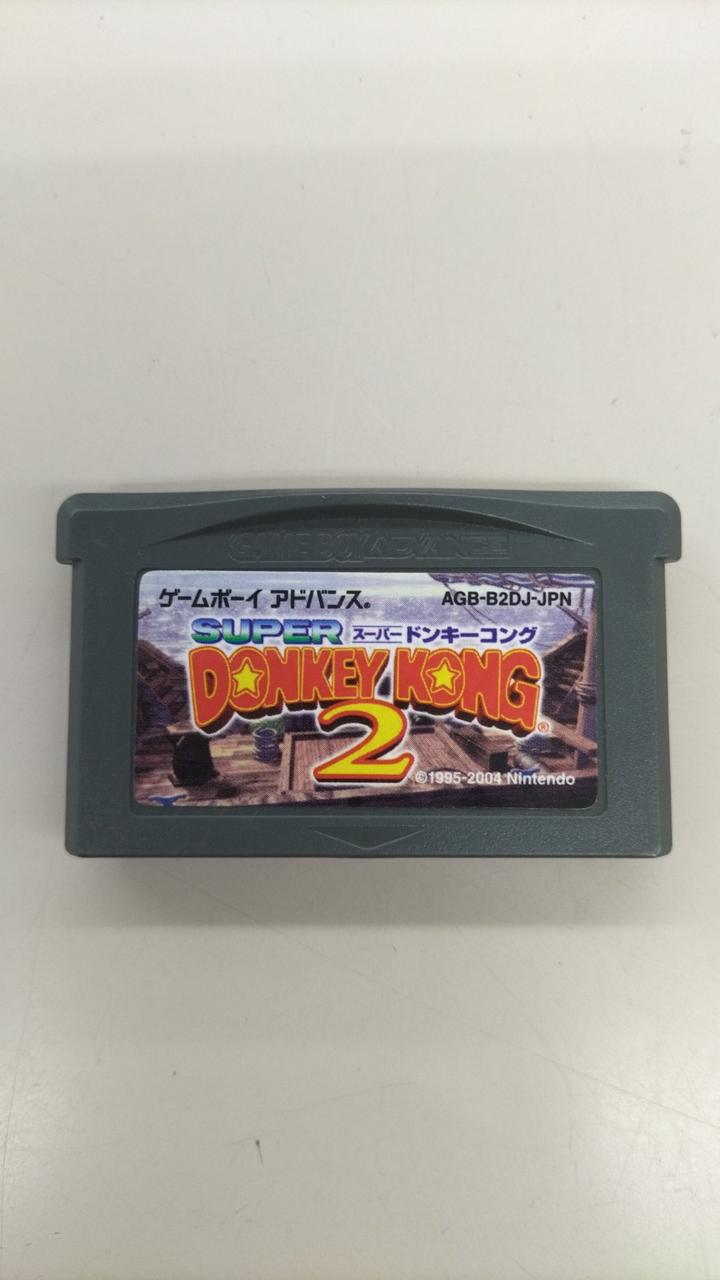 GAME BOY ADVANCE
ゲームボーイ アドバンス® AGB-B2DJ-JPN
SUPER スーパー ドンキーコング
DONKEY KONG®
2
©1995-2004 Nintendo